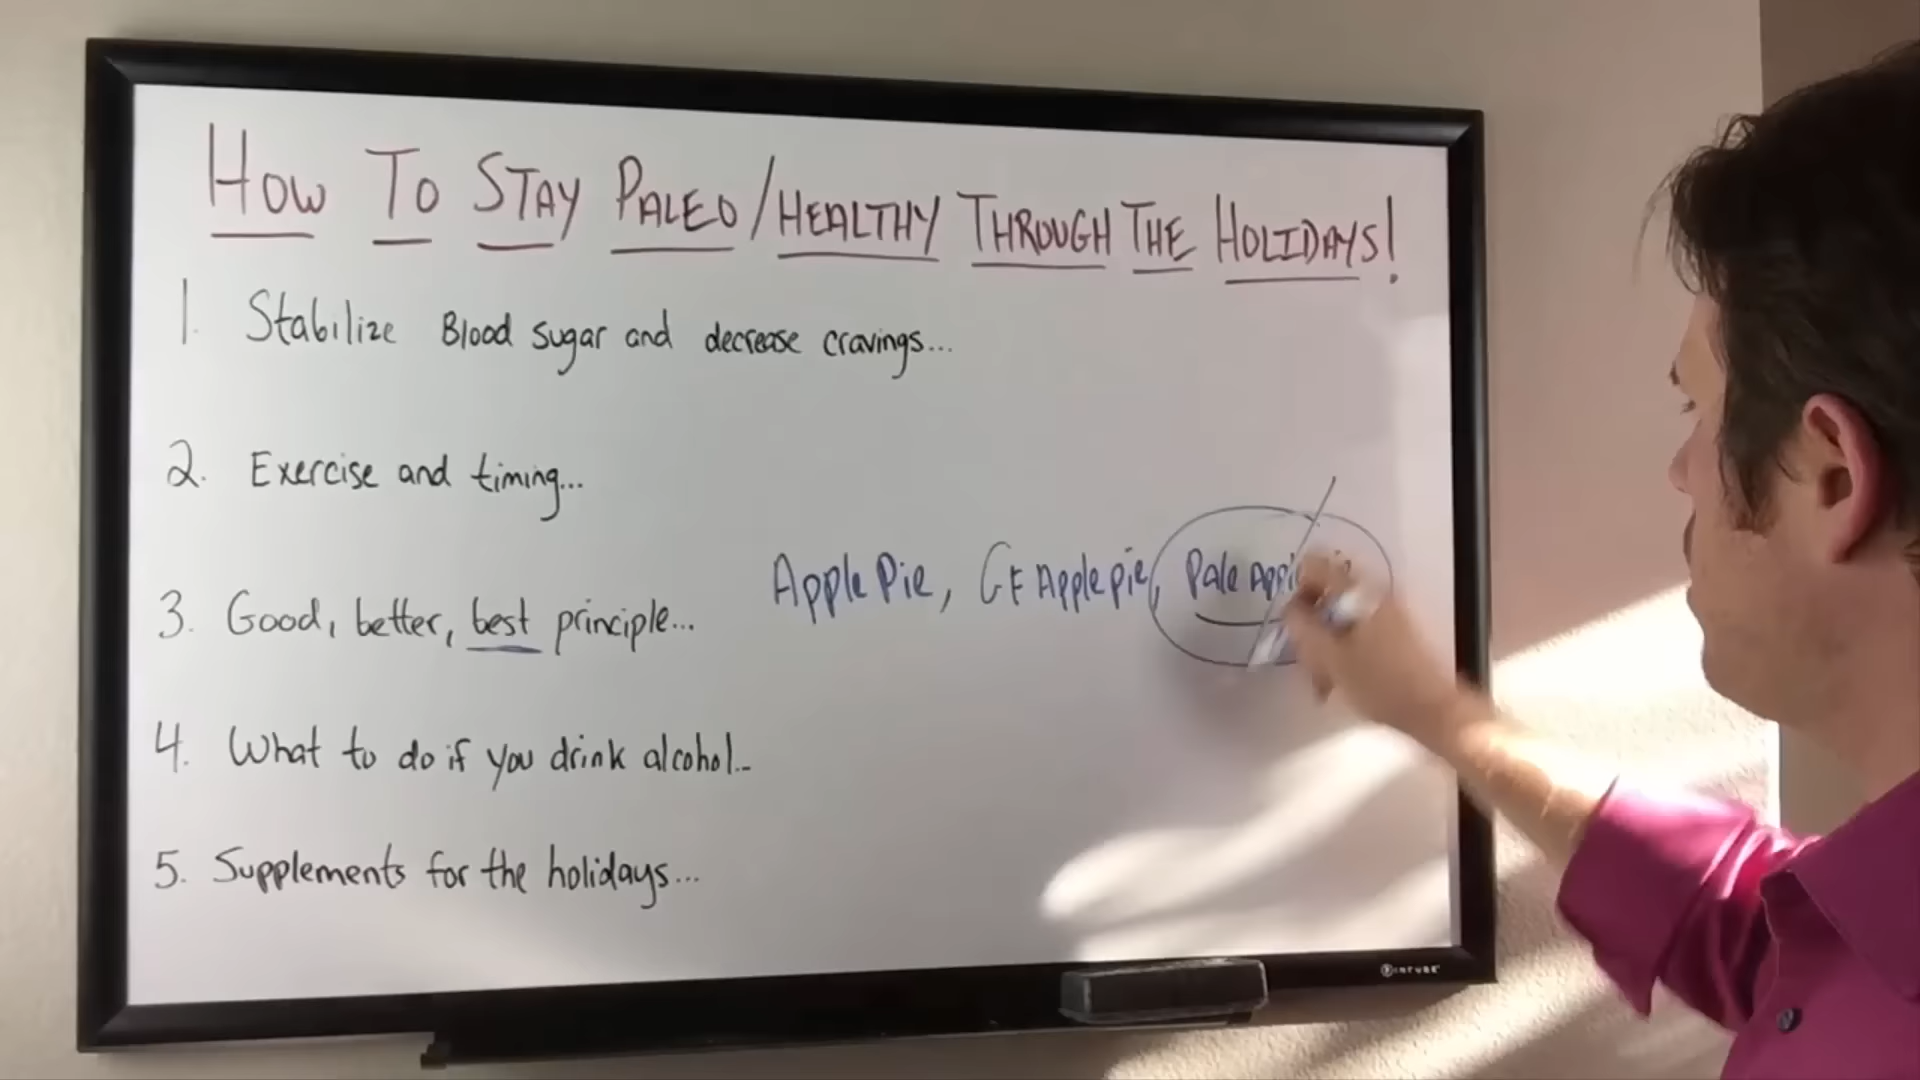 HOW TO STAY PALEO/HEALTHY THROUGH THE HOLIDAYS!
1. Stabilize Blood sugar and decrease cravings...
2. Exercise and timing...
3. Good, better, best principle... Apple Pie, GF Apple pie, Pale
4. What to do if you drink alcohol...
5. Supplements for the holidays...